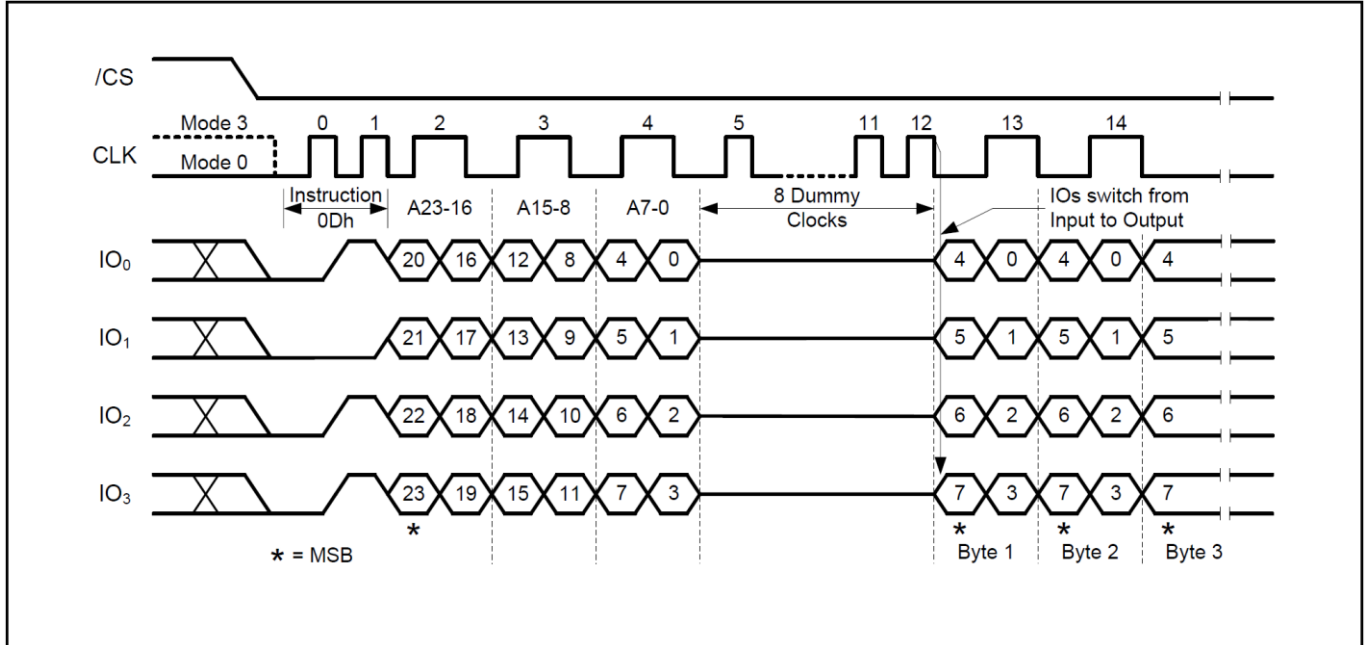 /CS
Mode 3 0 1 2 3 4 5 11 12 13 14
CLK
Mode 0
Instruction
0Dh
A23-16 A15-8 A7-0
8 Dummy
Clocks
IOs switch from
Input to Output
IO₀ 20 16 12 8 4 0 4 0 4 0 4
IO₁ 21 17 13 9 5 1 5 1 5 1 5
IO₂ 22 18 14 10 6 2 6 2 6 2 6
IO₃ 23 19 15 11 7 3 7 3 7 3 7
* * * *
* = MSB
Byte 1 Byte 2 Byte 3